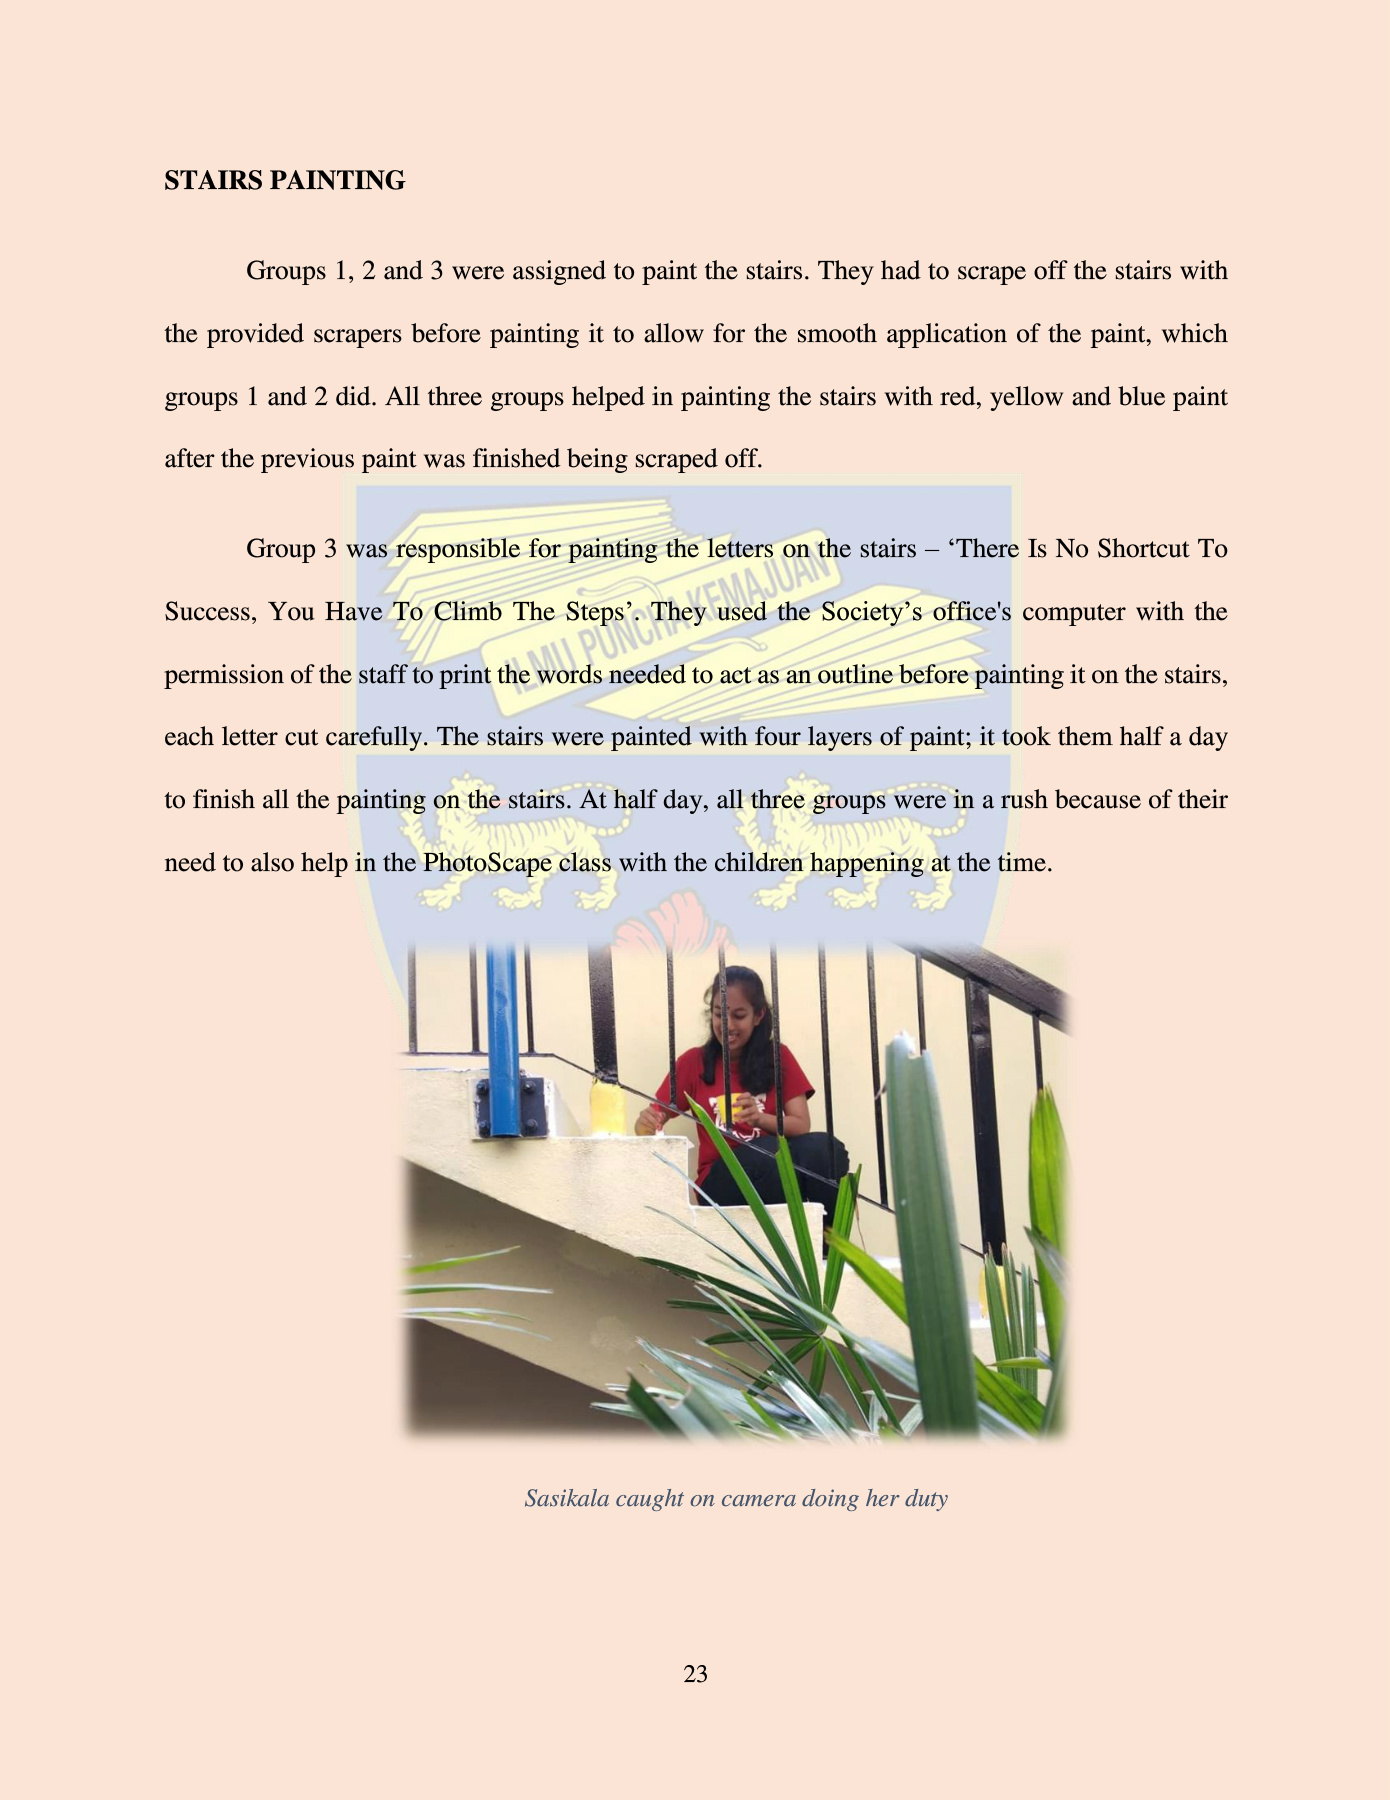 STAIRS PAINTING
Groups 1, 2 and 3 were assigned to paint the stairs. They had to scrape off the stairs with
the provided scrapers before painting it to allow for the smooth application of the paint, which
groups 1 and 2 did. All three groups helped in painting the stairs with red, yellow and blue paint
after the previous paint was finished being scraped off.
Group 3 was responsible for painting the letters on the stairs – ‘There Is No Shortcut To
Success, You Have To Climb The Steps’. They used the Society’s office's computer with the
permission of the staff to print the words needed to act as an outline before painting it on the stairs,
each letter cut carefully. The stairs were painted with four layers of paint; it took them half a day
to finish all the painting on the stairs. At half day, all three groups were in a rush because of their
need to also help in the PhotoScape class with the children happening at the time.
ILMU PUNCHA KEMAJUAN
Sasikala caught on camera doing her duty
23